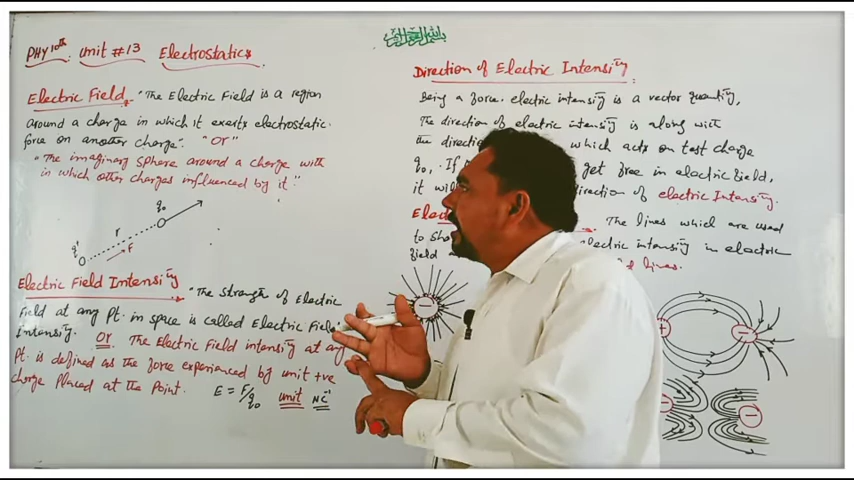 PHY 10th Unit #13 Electrostatics
Electric Field "The Electric Field is a region
around a charge in which it exerts electrostatic
force on another charge". "OR"
"The imaginary sphere around a charge with
in which other charges influenced by it".
q q₀ r F
Electric Field Intensity "The strength of Electric
Field at any Pt. in space is called Electric Field
Intensity. Or The Electric Field intensity at any
Pt. is defined as the force experienced by unit +ve
charge Placed at the Point. E = F/q₀ unit NC⁻¹
بسم اللہ الرحمٰن الرحیم
Direction of Electric Intensity
Being a force. electric intensity is a vector quantity,
The direction of electric intensity is along with
the which acts on test charge
q₀,. If get free in electric field,
it direction of electric Intensity.
The lines which are used
to electric intensity in electric
field lines.
−
+ −
−